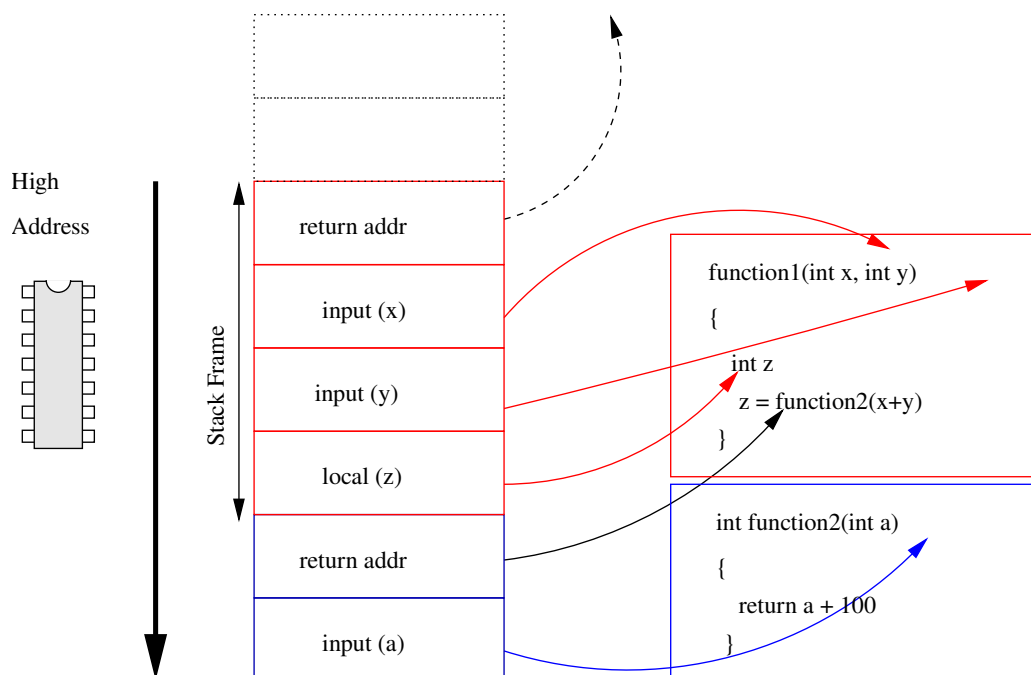 High
Address
Stack Frame
return addr
input (x)
input (y)
local (z)
return addr
input (a)
function1(int x, int y)
{
int z
z = function2(x+y)
}
int function2(int a)
{
return a + 100
}